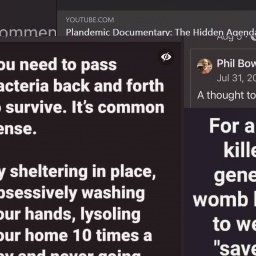 YOUTUBE.COM
Plandemic Documentary: The Hidden Agenda
ommen
ou need to pass
acteria back and forth
o survive. It's common
ense.
y sheltering in place,
bsessively washing
our hands, lysoling
our home 10 times a
Phil Bow
Jul 31, 20
A thought to
For a
kille
gene
womb
to we
"save